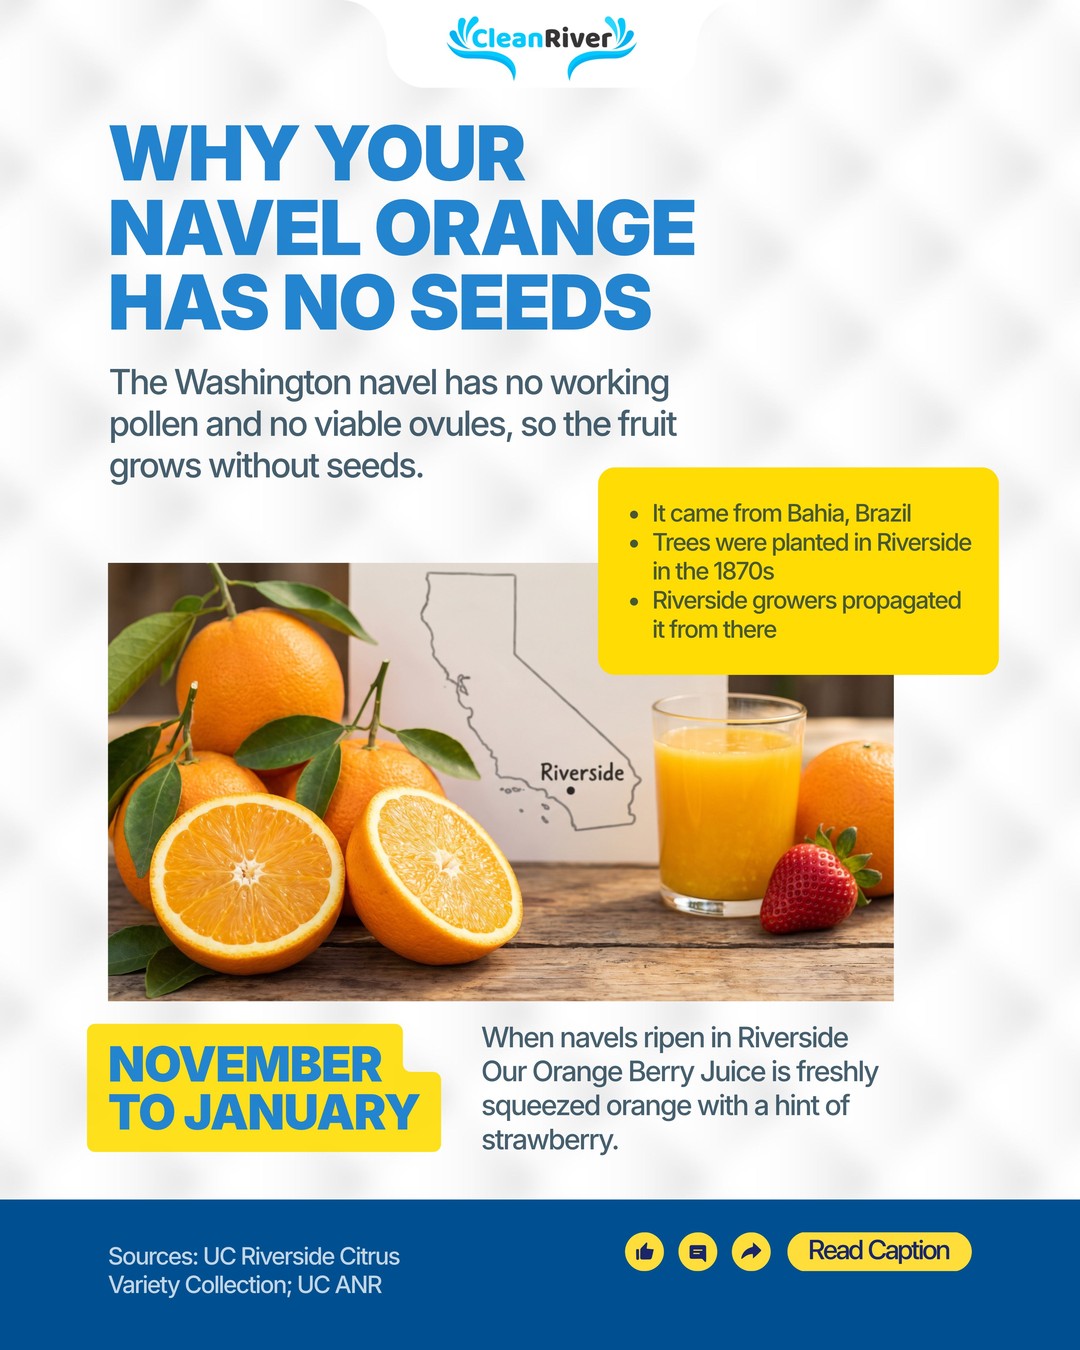 CleanRiver
WHY YOUR
NAVEL ORANGE
HAS NO SEEDS
The Washington navel has no working
pollen and no viable ovules, so the fruit
grows without seeds.
• It came from Bahia, Brazil
• Trees were planted in Riverside
in the 1870s
• Riverside growers propagated
it from there
Riverside
NOVEMBER
TO JANUARY
When navels ripen in Riverside
Our Orange Berry Juice is freshly
squeezed orange with a hint of
strawberry.
Sources: UC Riverside Citrus
Variety Collection; UC ANR
Read Caption